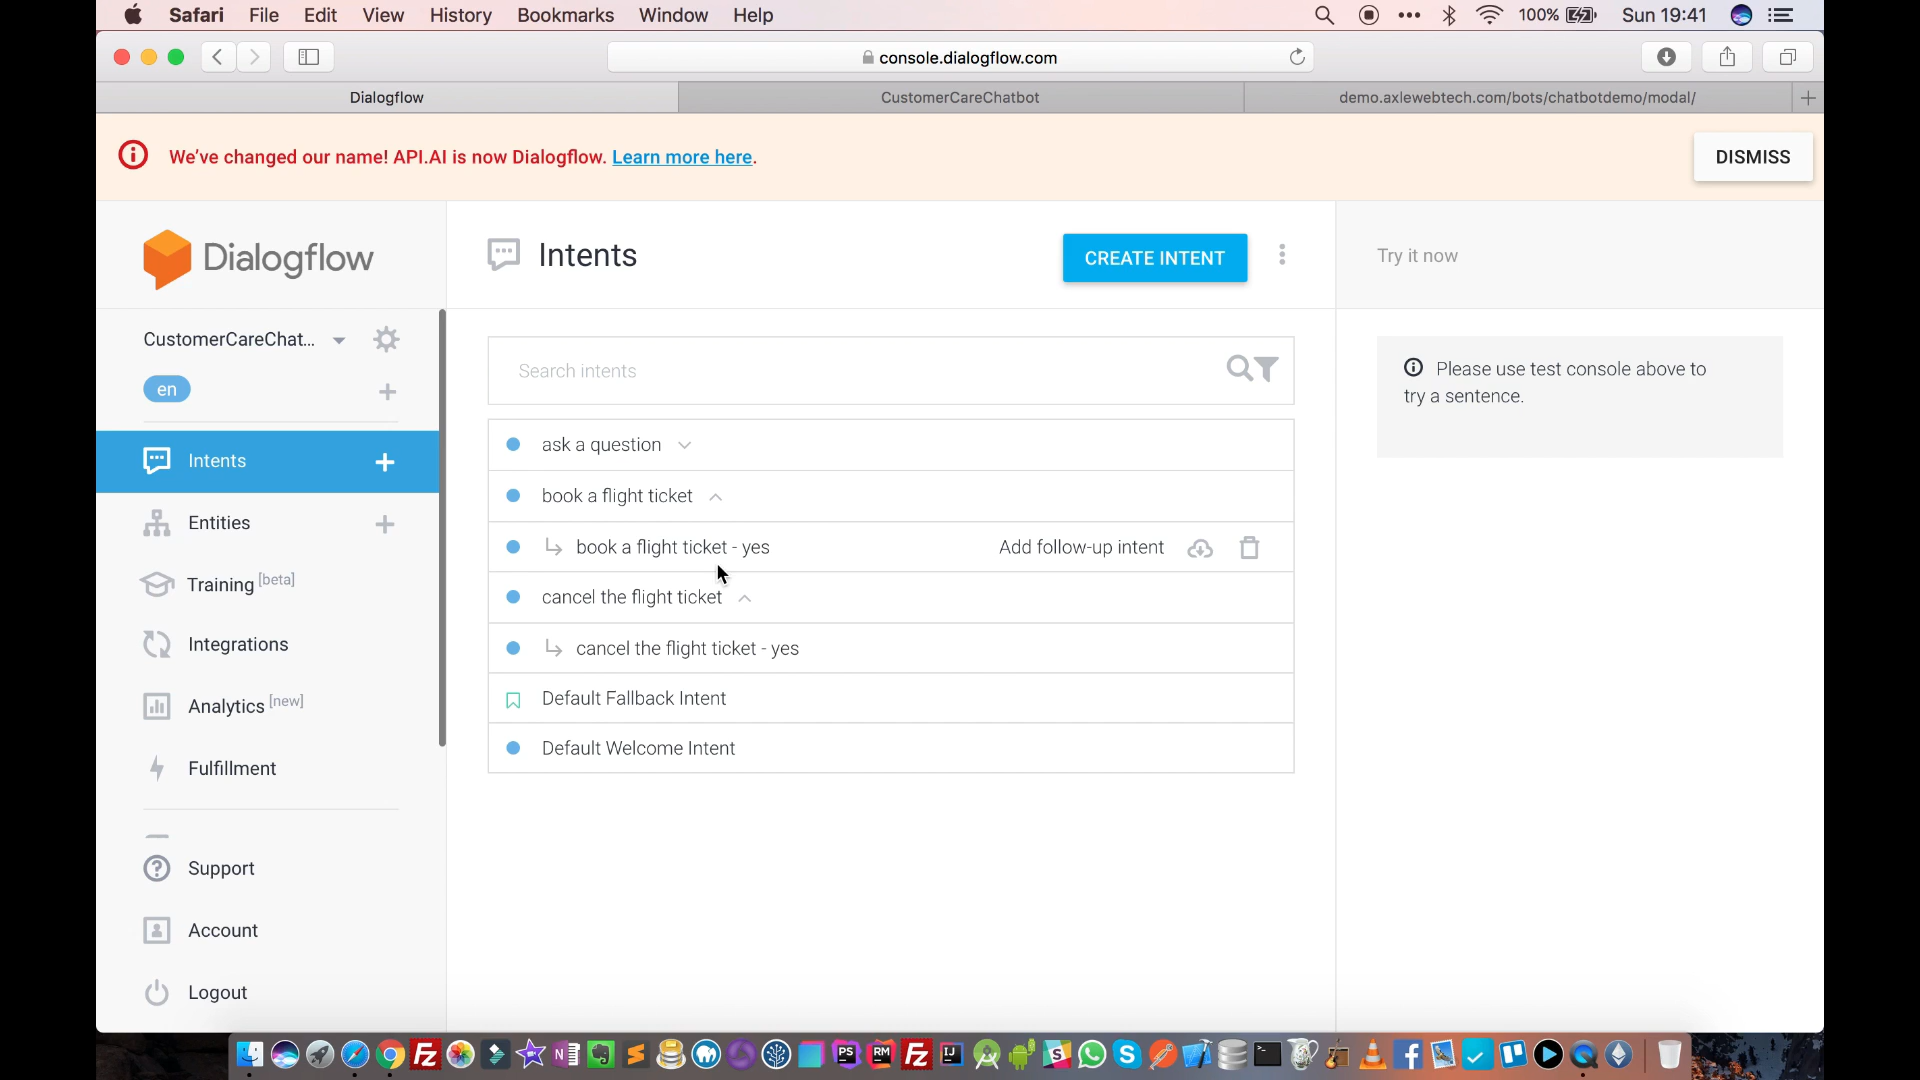 Safari File Edit View History Bookmarks Window Help 100% Sun 19:41
console.dialogflow.com
Dialogflow CustomerCareChatbot demo.axlewebtech.com/bots/chatbotdemo/modal/
We've changed our name! API.AI is now Dialogflow. Learn more here. DISMISS
Dialogflow
Intents CREATE INTENT Try it now
CustomerCareChat...
en
Intents
Entities
Training [beta]
Integrations
Analytics [new]
Fulfillment
Support
Account
Logout
Search intents
ask a question
book a flight ticket
book a flight ticket - yes Add follow-up intent
cancel the flight ticket
cancel the flight ticket - yes
Default Fallback Intent
Default Welcome Intent
Please use test console above to
try a sentence.